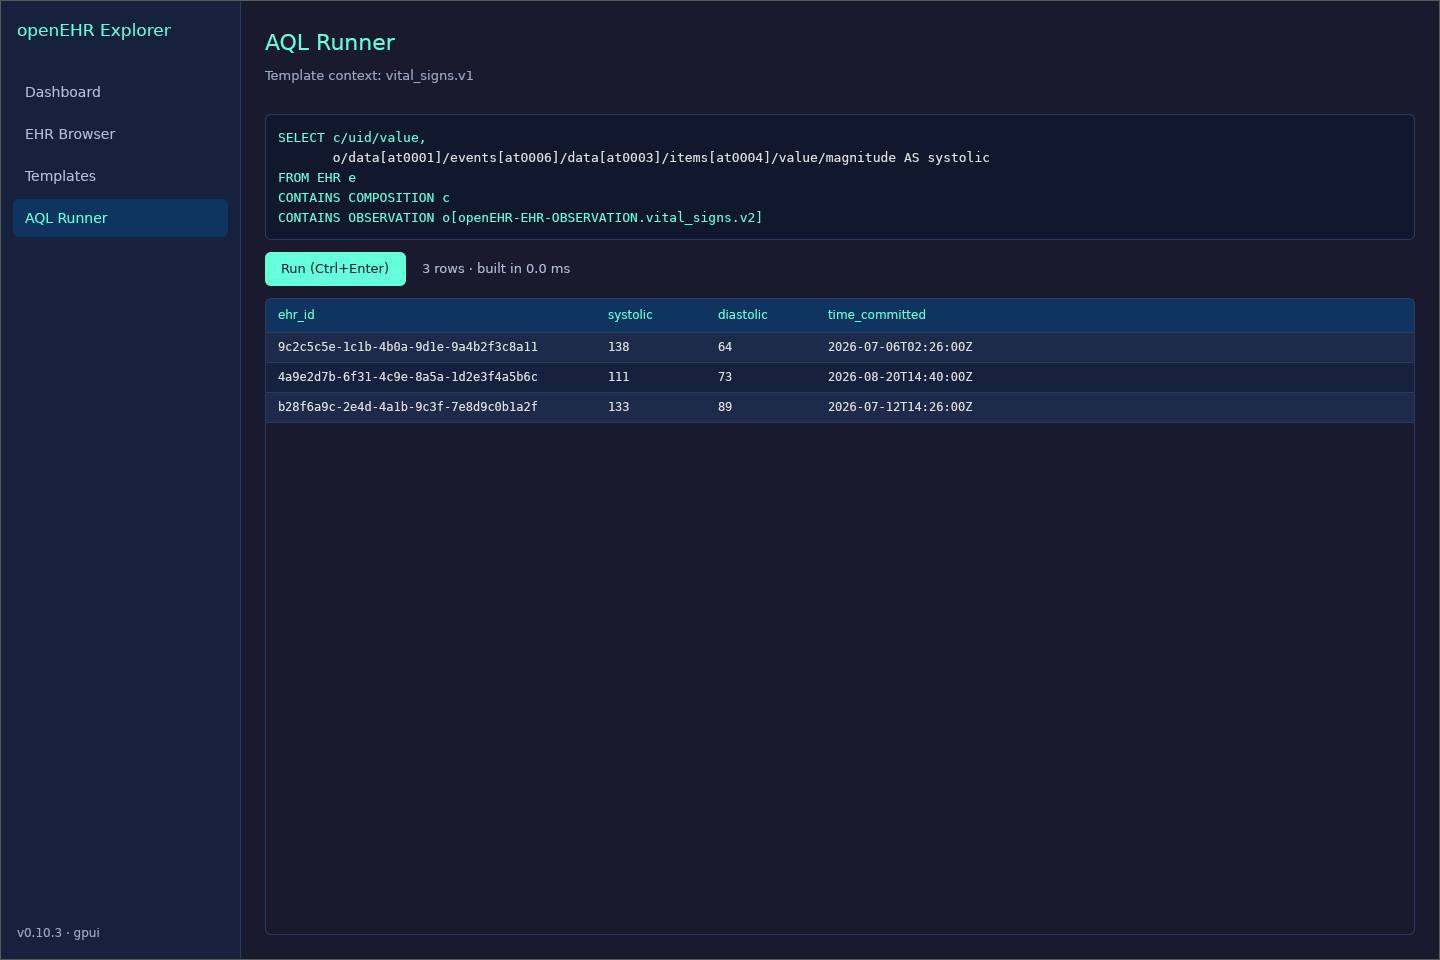 openEHR Explorer
Dashboard
EHR Browser
Templates
AQL Runner
v0.10.3 · gpui
AQL Runner
Template context: vital_signs.v1
SELECT c/uid/value,
o/data[at0001]/events[at0006]/data[at0003]/items[at0004]/value/magnitude AS systolic
FROM EHR e
CONTAINS COMPOSITION c
CONTAINS OBSERVATION o[openEHR-EHR-OBSERVATION.vital_signs.v2]
Run (Ctrl+Enter) 3 rows · built in 0.0 ms
ehr_id systolic diastolic time_committed
9c2c5c5e-1c1b-4b0a-9d1e-9a4b2f3c8a11 138 64 2026-07-06T02:26:00Z
4a9e2d7b-6f31-4c9e-8a5a-1d2e3f4a5b6c 111 73 2026-08-20T14:40:00Z
b28f6a9c-2e4d-4a1b-9c3f-7e8d9c0b1a2f 133 89 2026-07-12T14:26:00Z